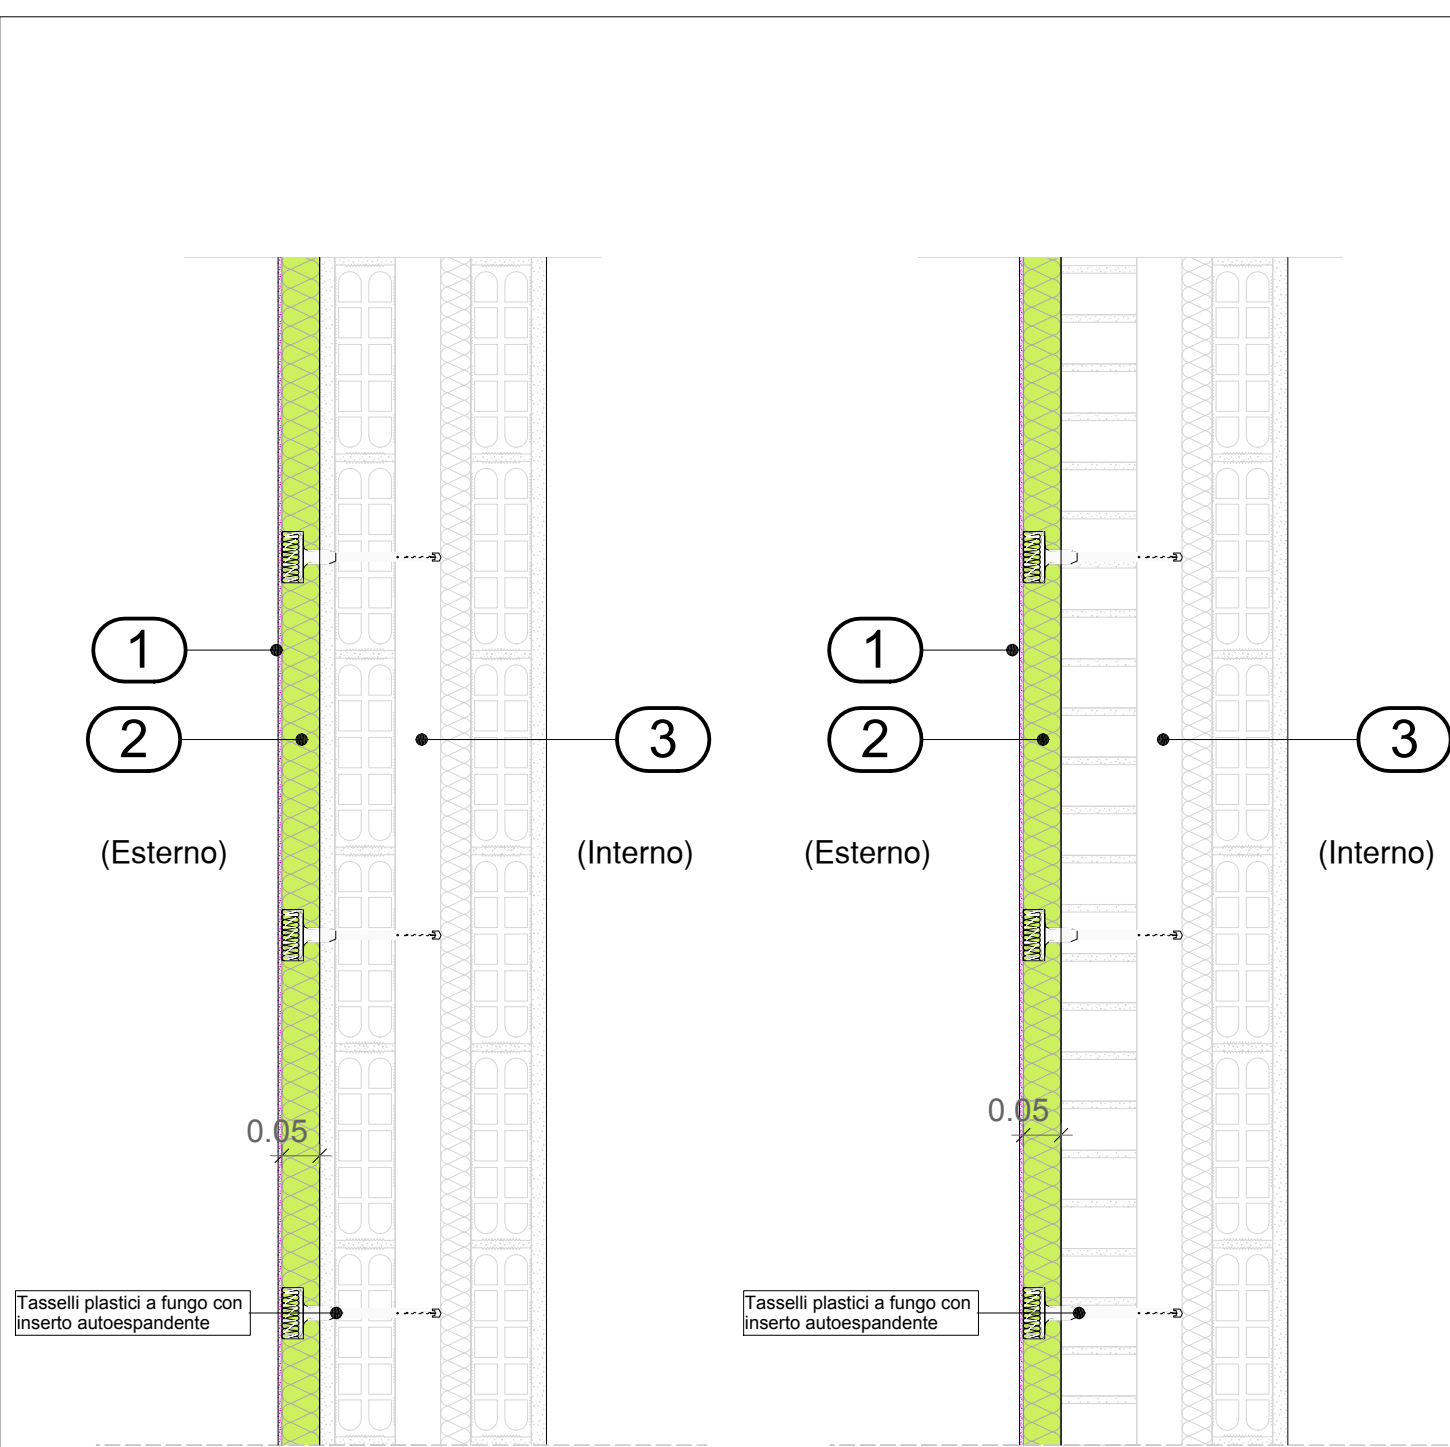 1
2
3
(Esterno)
(Interno)
0.05
Tasselli plastici a fungo con
inserto autoespandente
1
2
3
(Esterno)
(Interno)
0.05
Tasselli plastici a fungo con
inserto autoespandente